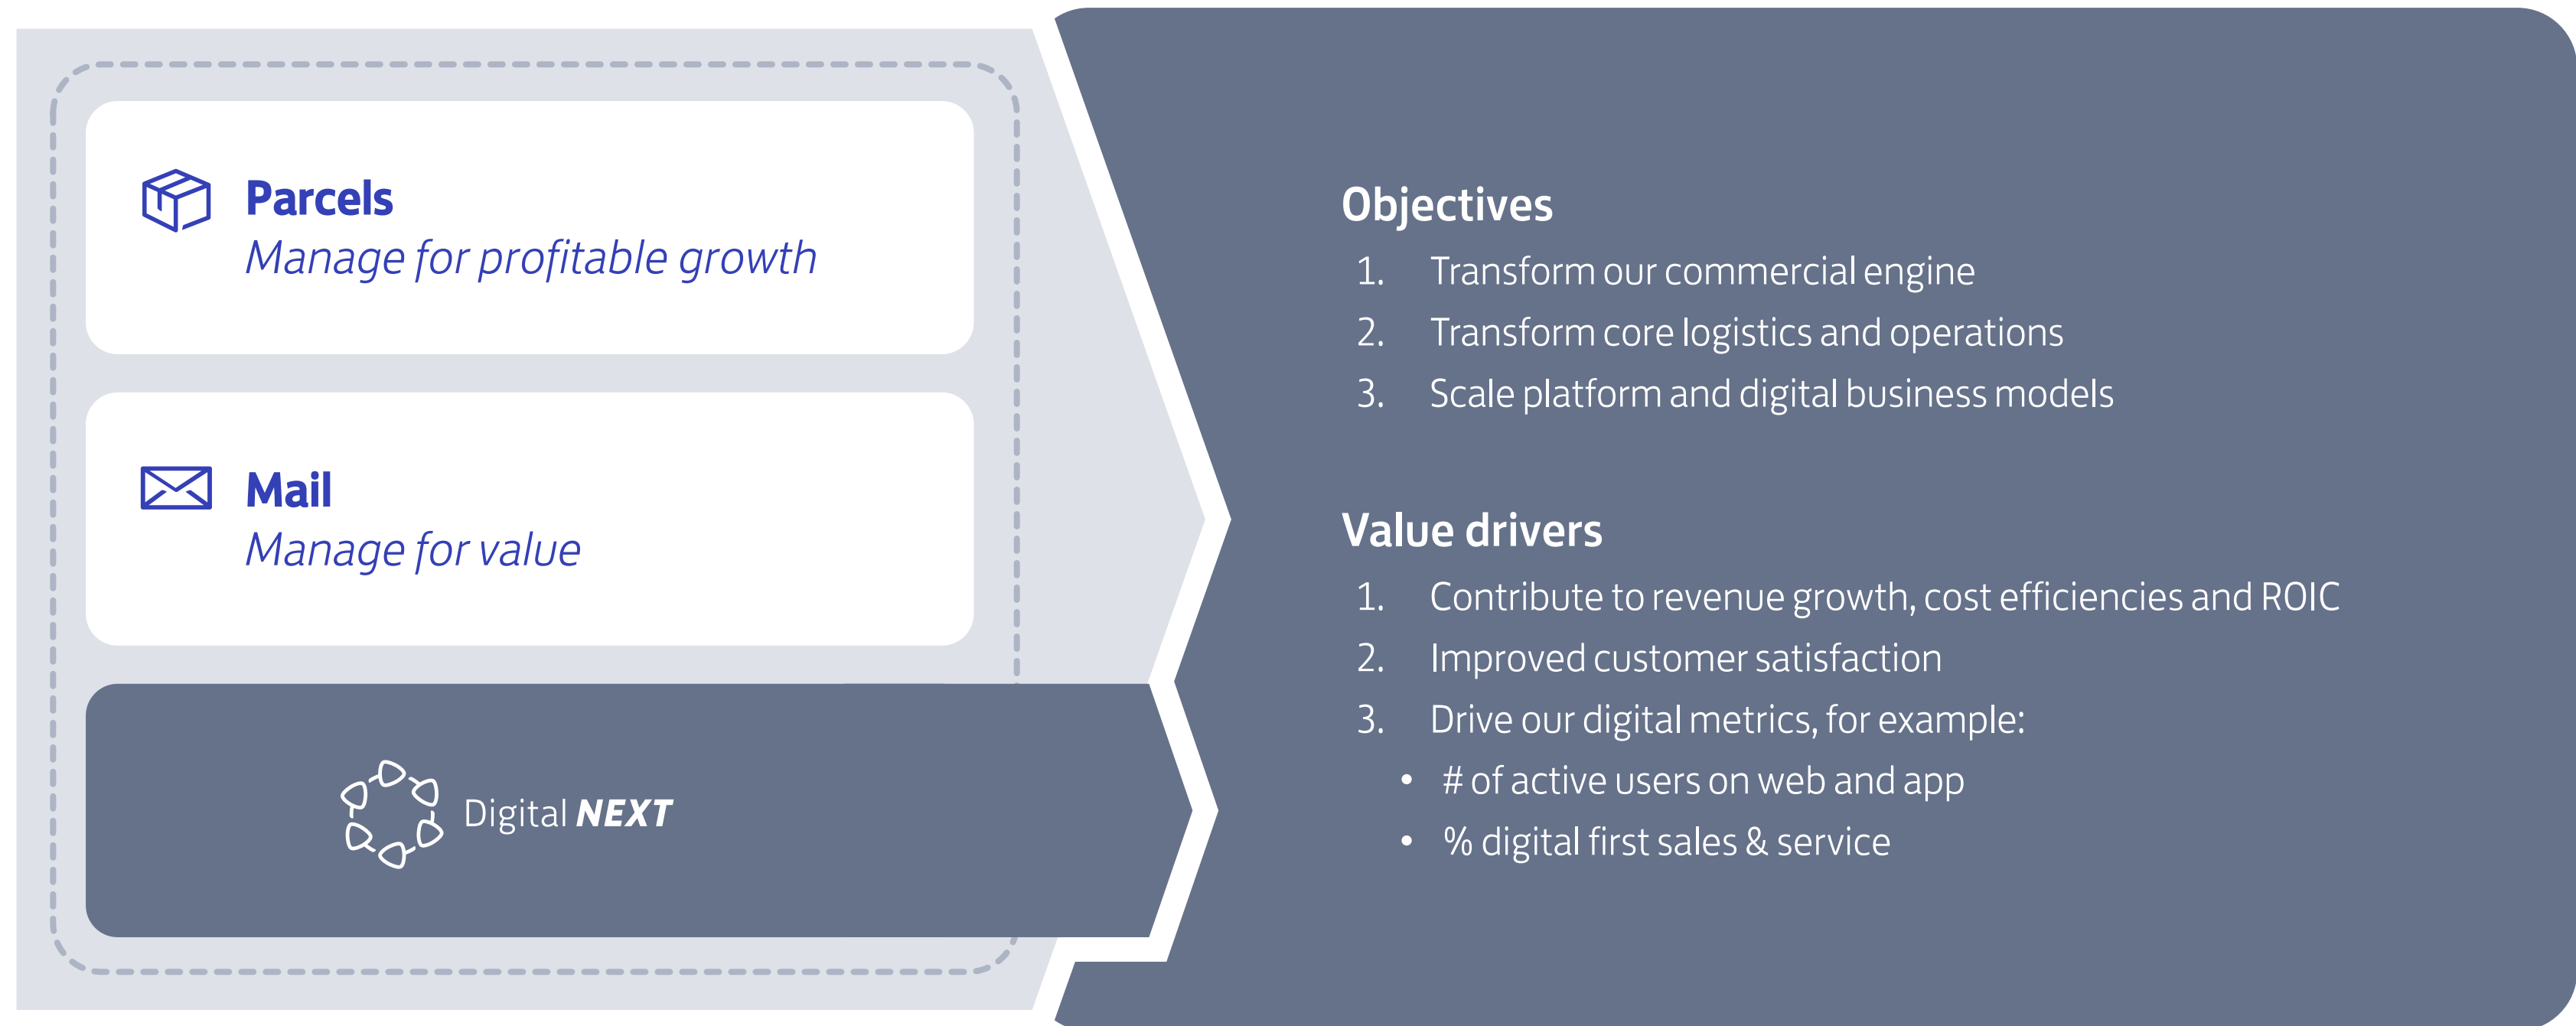 Parcels
Manage for profitable growth
Mail
Manage for value
Digital NEXT
Objectives
1. Transform our commercial engine
2. Transform core logistics and operations
3. Scale platform and digital business models
Value drivers
1. Contribute to revenue growth, cost efficiencies and ROIC
2. Improved customer satisfaction
3. Drive our digital metrics, for example:
• # of active users on web and app
• % digital first sales & service